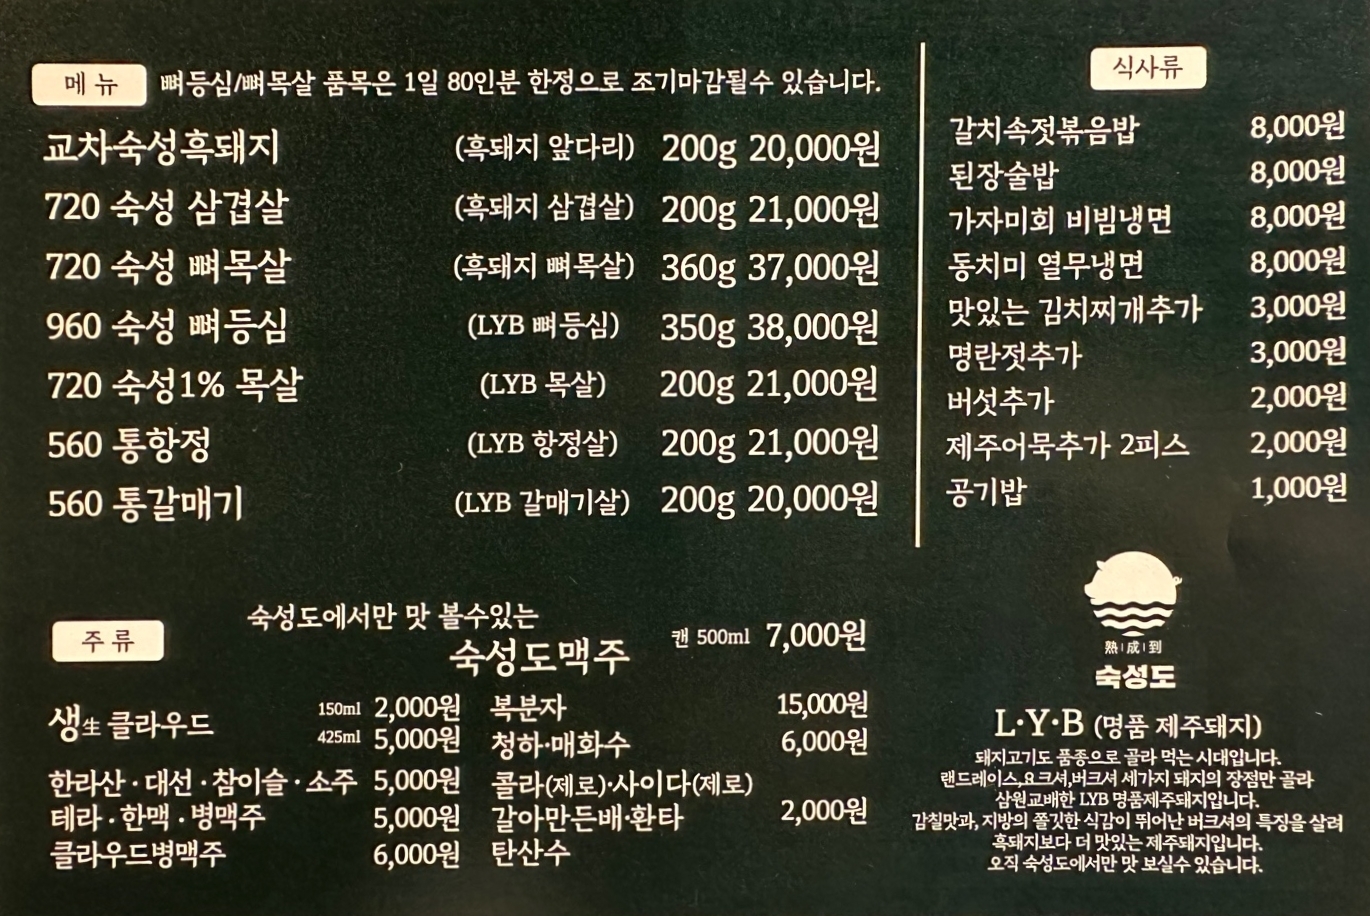 메 뉴 뼈등심/뼈목살 품목은 1일 80인분 한정으로 조기마감될수 있습니다.
교차숙성흑돼지 (흑돼지 앞다리) 200g 20,000원
720 숙성 삼겹살 (흑돼지 삼겹살) 200g 21,000원
720 숙성 뼈목살 (흑돼지 뼈목살) 360g 37,000원
960 숙성 뼈등심 (LYB 뼈등심) 350g 38,000원
720 숙성1% 목살 (LYB 목살) 200g 21,000원
560 통항정 (LYB 항정살) 200g 21,000원
560 통갈매기 (LYB 갈매기살) 200g 20,000원
식사류
갈치속젓볶음밥 8,000원
된장술밥 8,000원
가자미회 비빔냉면 8,000원
동치미 열무냉면 8,000원
맛있는 김치찌개추가 3,000원
명란젓추가 3,000원
버섯추가 2,000원
제주어묵추가 2피스 2,000원
공기밥 1,000원
주 류
숙성도에서만 맛 볼수있는
숙성도맥주 캔 500ml 7,000원
생生 클라우드 150ml 2,000원
425ml 5,000원
한라산·대선·참이슬·소주 5,000원
테라·한맥·병맥주 5,000원
클라우드병맥주 6,000원
복분자 15,000원
청하·매화수 6,000원
콜라(제로)·사이다(제로)
갈아만든배·환타 2,000원
탄산수
熟|成|到
숙성도
L·Y·B (명품 제주돼지)
돼지고기도 품종으로 골라 먹는 시대입니다.
랜드레이스,요크셔,버크셔 세가지 돼지의 장점만 골라
삼원교배한 LYB 명품제주돼지입니다.
감칠맛과, 지방의 쫄깃한 식감이 뛰어난 버크셔의 특징을 살려
흑돼지보다 더 맛있는 제주돼지입니다.
오직 숙성도에서만 맛 보실수 있습니다.